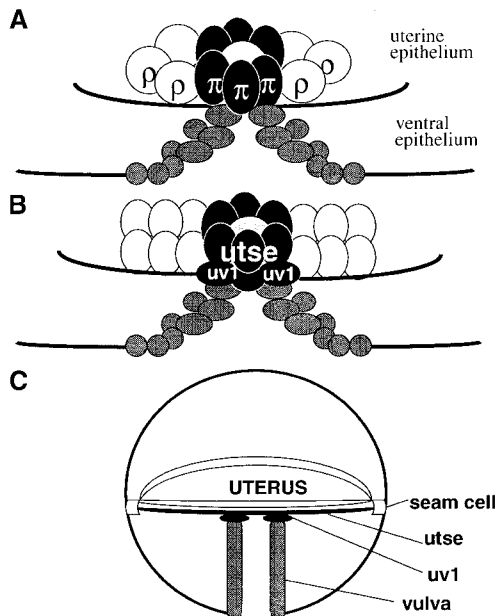 A
uterine
epithelium
ρ ρ π π π ρ ρ
ventral
epithelium
B
utse
uv1 uv1
C
UTERUS
seam cell
utse
uv1
vulva